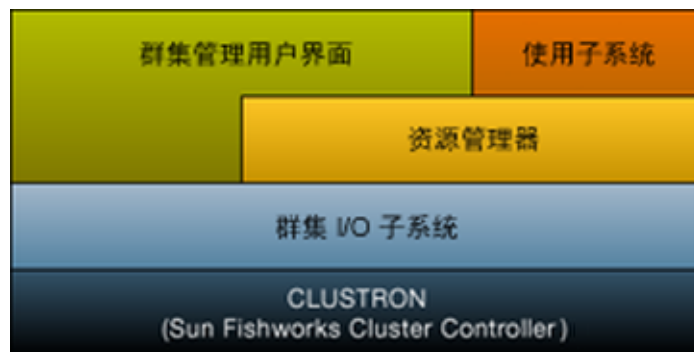 群集管理用户界面
使用子系统
资源管理器
群集 I/O 子系统
CLUSTRON
(Sun Fishworks Cluster Controller)